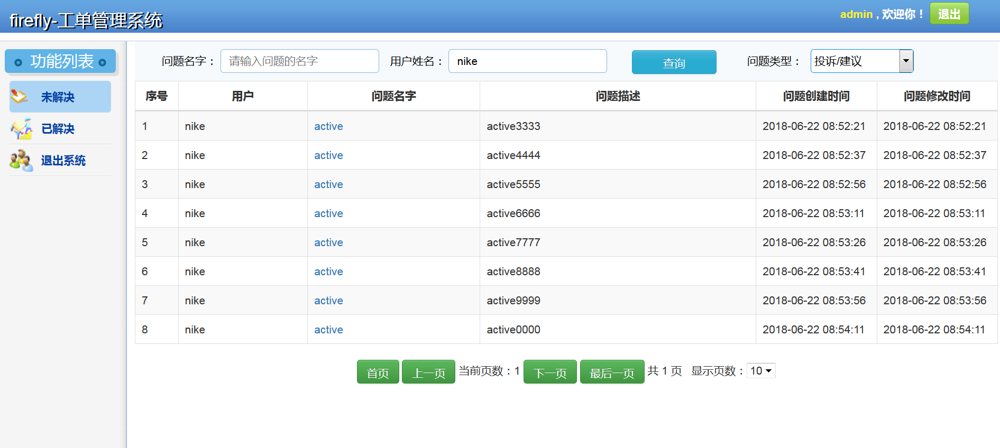 firefly-工单管理系统
admin , 欢迎你！ 退出
功能列表
未解决
已解决
退出系统
问题名字： 请输入问题的名字 用户姓名： nike 查询 问题类型： 投诉/建议
序号 用户 问题名字 问题描述 问题创建时间 问题修改时间
1 nike active active3333 2018-06-22 08:52:21 2018-06-22 08:52:21
2 nike active active4444 2018-06-22 08:52:37 2018-06-22 08:52:37
3 nike active active5555 2018-06-22 08:52:56 2018-06-22 08:52:56
4 nike active active6666 2018-06-22 08:53:11 2018-06-22 08:53:11
5 nike active active7777 2018-06-22 08:53:26 2018-06-22 08:53:26
6 nike active active8888 2018-06-22 08:53:41 2018-06-22 08:53:41
7 nike active active9999 2018-06-22 08:53:56 2018-06-22 08:53:56
8 nike active active0000 2018-06-22 08:54:11 2018-06-22 08:54:11
首页 上一页 当前页数：1 下一页 最后一页 共 1 页 显示页数： 10